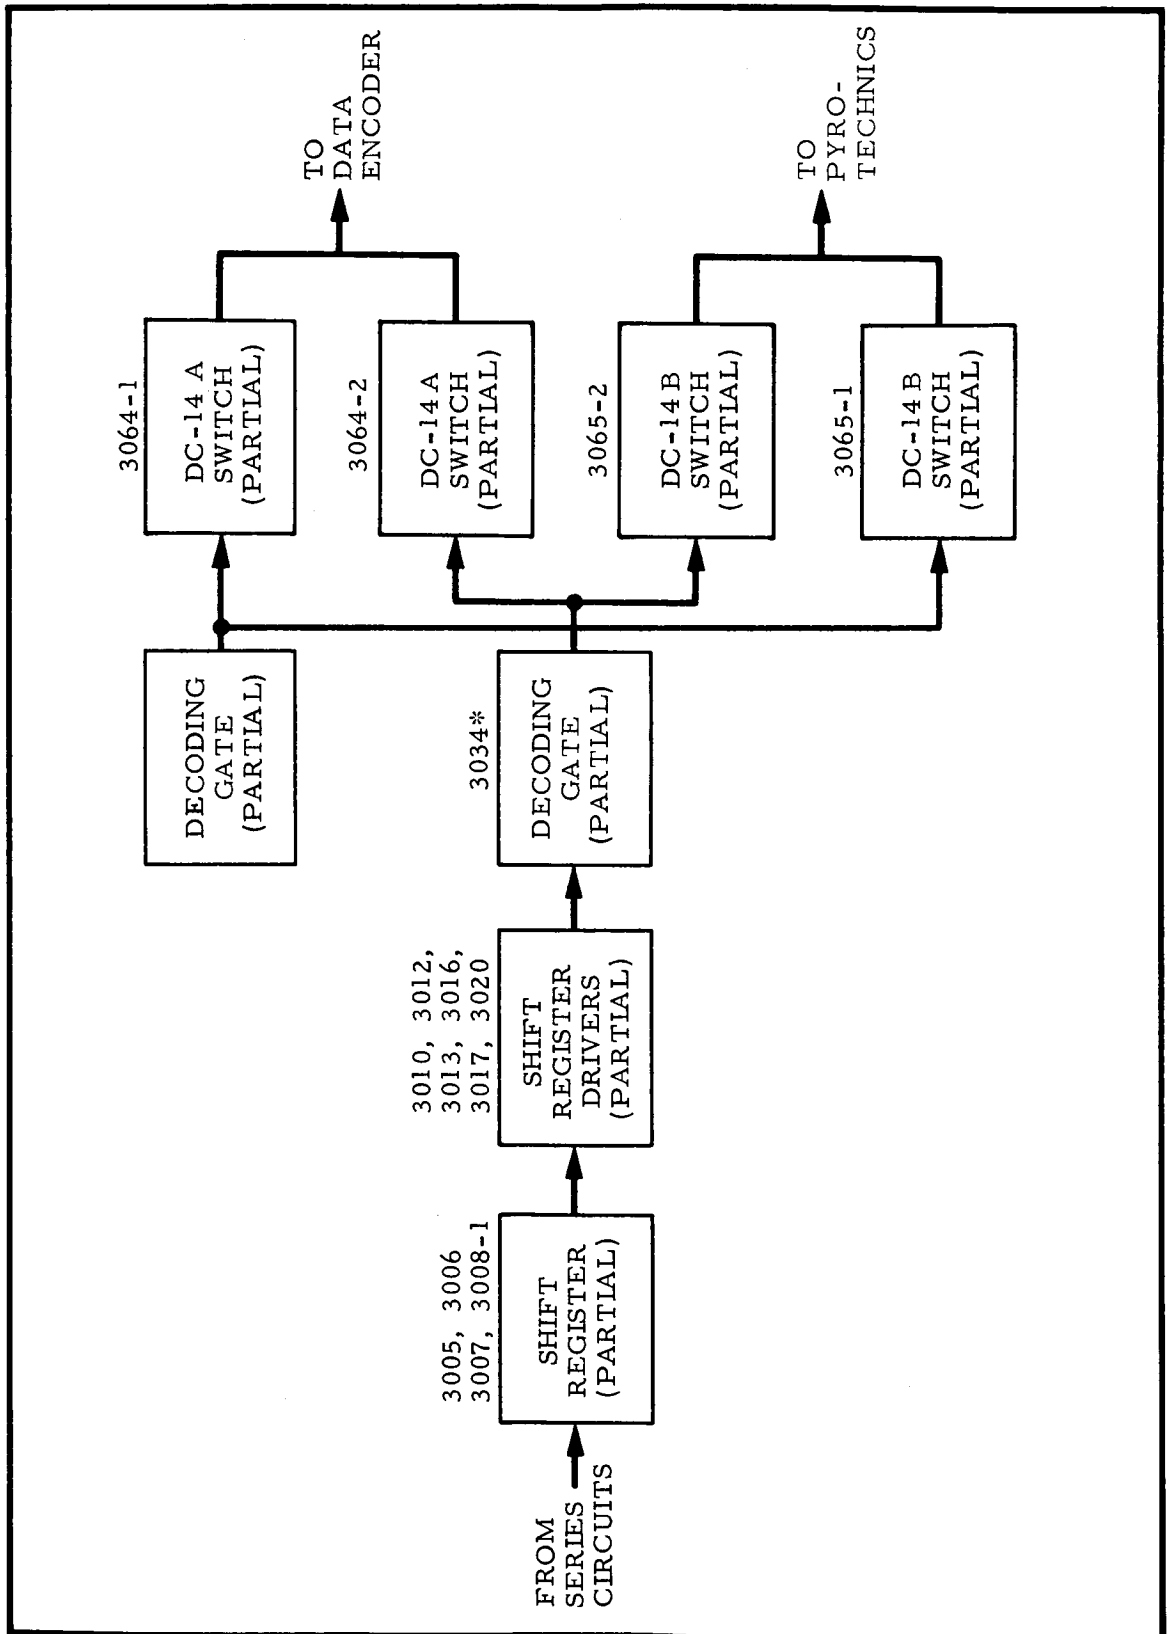 FROM
SERIES
CIRCUITS
3005, 3006
3007, 3008-1
SHIFT
REGISTER
(PARTIAL)
3010, 3012,
3013, 3016,
3017, 3020
SHIFT
REGISTER
DRIVERS
(PARTIAL)
DECODING
GATE
(PARTIAL)
3034*
DECODING
GATE
(PARTIAL)
3064-1
DC-14 A
SWITCH
(PARTIAL)
3064-2
DC-14 A
SWITCH
(PARTIAL)
3065-2
DC-14 B
SWITCH
(PARTIAL)
3065-1
DC-14 B
SWITCH
(PARTIAL)
TO
DATA
ENCODER
TO
PYRO-
TECHNICS